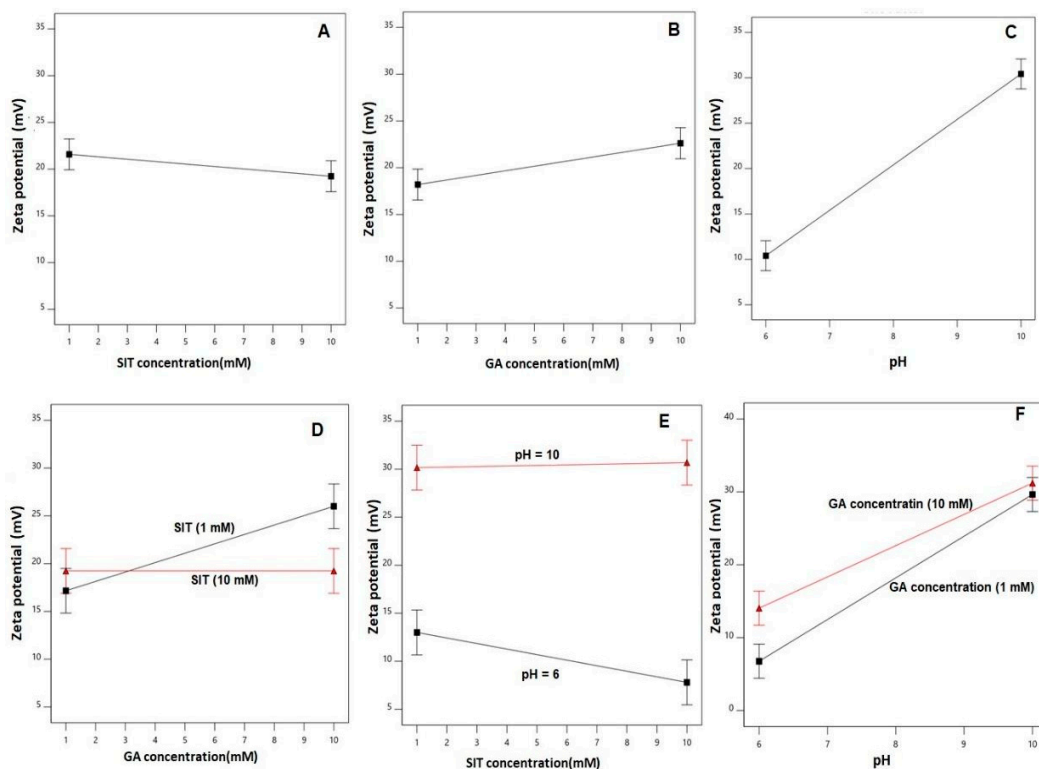 A
Zeta potential (mV)
35
30
25
20
15
10
5
1 2 3 4 5 6 7 8 9 10
SIT concentration(mM)
B
Zeta potential (mV)
35
30
25
20
15
10
5
1 2 3 4 5 6 7 8 9 10
GA concentration(mM)
C
Zeta potential (mV)
35
30
25
20
15
10
5
6 7 8 9 10
pH
D
Zeta potential (mV)
35
30
25
20
15
10
5
SIT (1 mM)
SIT (10 mM)
1 2 3 4 5 6 7 8 9 10
GA concentration(mM)
E
Zeta potential (mV)
35
30
25
20
15
10
5
pH = 10
pH = 6
1 2 3 4 5 6 7 8 9 10
SIT concentration(mM)
F
Zeta potential (mV)
40
30
20
10
0
GA concentratin (10 mM)
GA concentration (1 mM)
6 7 8 9 10
pH